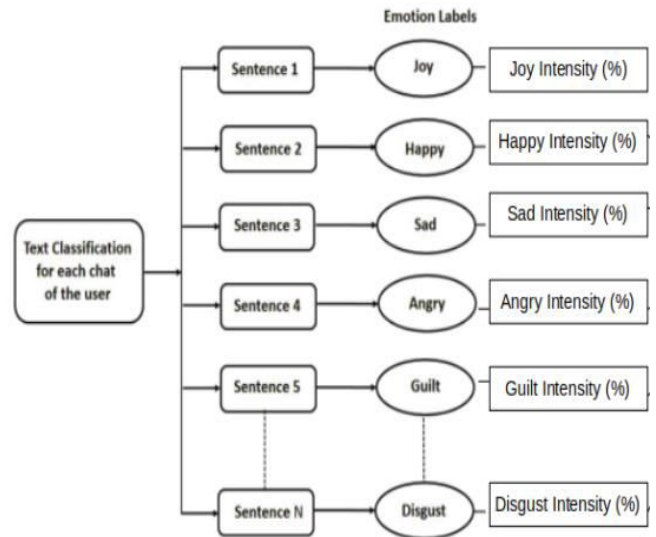 Emotion Labels
Sentence 1
Joy
Joy Intensity (%)
Sentence 2
Happy
Happy Intensity (%)
Sentence 3
Sad
Sad Intensity (%)
Text Classification
for each chat
of the user
Sentence 4
Angry
Angry Intensity (%)
Sentence 5
Guilt
Guilt Intensity (%)
Sentence N
Disgust
Disgust Intensity (%)